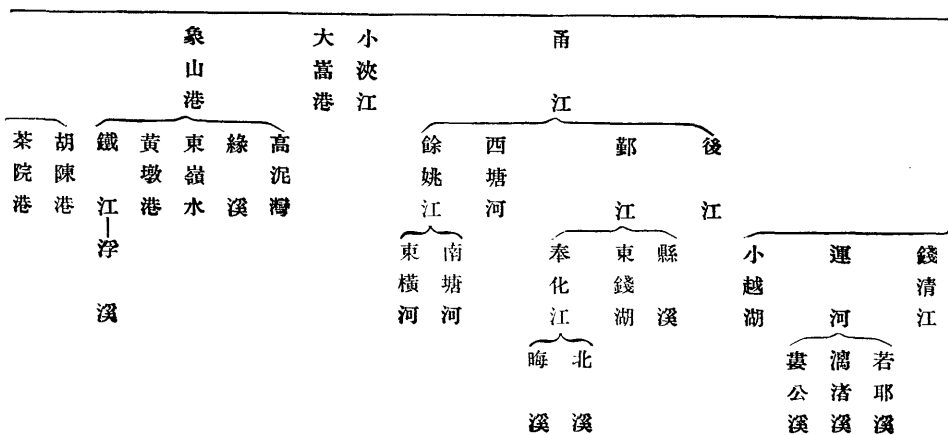 錢清江
運河
若耶溪
漓渚溪
婁公溪
小越湖
甬江
後江
鄞江
縣溪
東錢湖
奉化江
北溪
晦溪
西塘河
餘姚江
南塘河
東橫河
小浹江
大嵩港
象山港
高泥灣
緣溪
東嶺水
黃墩港
鐵江
浮溪
胡陳港
茶院港